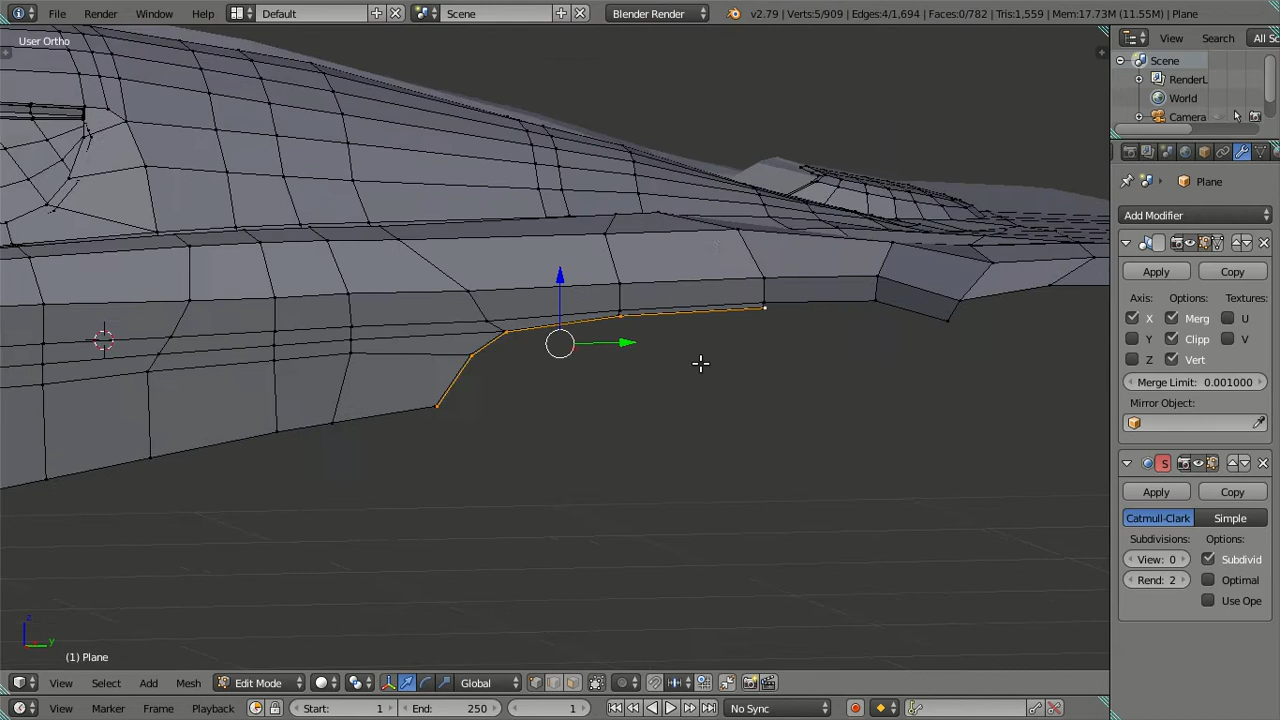 File Render Window Help Default Scene Blender Render v2.79 | Verts:5/909 | Edges:4/1,694 | Faces:0/782 | Tris:1,559 | Mem:17.73M (11.55M) | Plane
User Ortho
View Search All Sc
Scene
RenderL
World
Camera
Plane
Add Modifier
Apply Copy
Axis: Options: Textures:
X Merg U
Y Clipp V
Z Vert
Merge Limit: 0.001000
Mirror Object:
S
Apply Copy
Catmull-Clark Simple
Subdivisions: Options:
View: 0 Subdivid
Rend: 2 Optimal
Use Ope
z
y
(1) Plane
View Select Add Mesh Edit Mode Global
View Marker Frame Playback Start: 1 End: 250 1 No Sync